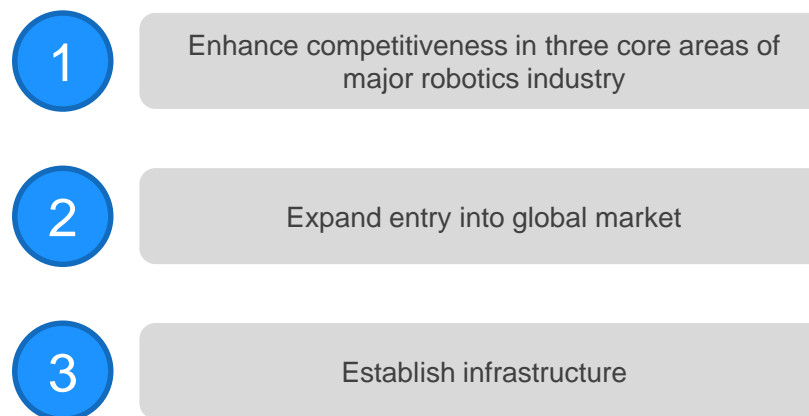 1
Enhance competitiveness in three core areas of
major robotics industry
2
Expand entry into global market
3
Establish infrastructure